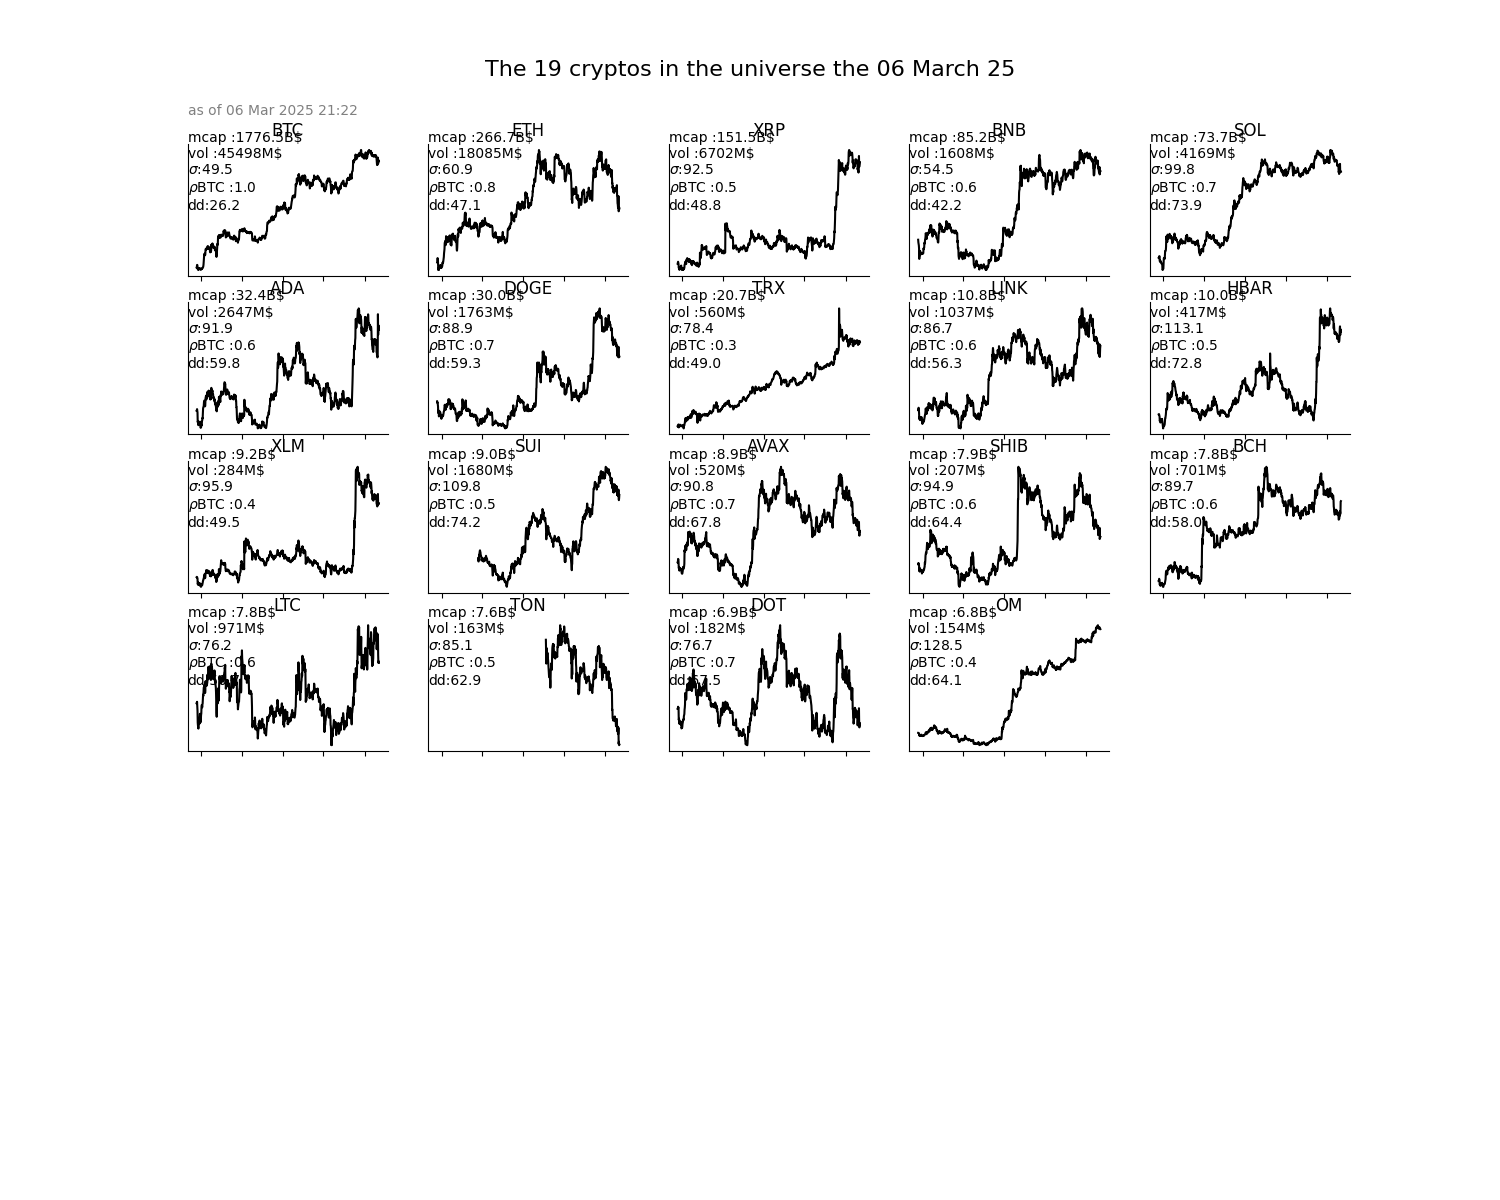 The 19 cryptos in the universe the 06 March 25
as of 06 Mar 2025 21:22
BTC
mcap :1776.5B$
vol :45498M$
σ:49.5
ρBTC :1.0
dd:26.2
ETH
mcap :266.7B$
vol :18085M$
σ:60.9
ρBTC :0.8
dd:47.1
XRP
mcap :151.5B$
vol :6702M$
σ:92.5
ρBTC :0.5
dd:48.8
BNB
mcap :85.2B$
vol :1608M$
σ:54.5
ρBTC :0.6
dd:42.2
SOL
mcap :73.7B$
vol :4169M$
σ:99.8
ρBTC :0.7
dd:73.9
ADA
mcap :32.4B$
vol :2647M$
σ:91.9
ρBTC :0.6
dd:59.8
DOGE
mcap :30.0B$
vol :1763M$
σ:88.9
ρBTC :0.7
dd:59.3
TRX
mcap :20.7B$
vol :560M$
σ:78.4
ρBTC :0.3
dd:49.0
LINK
mcap :10.8B$
vol :1037M$
σ:86.7
ρBTC :0.6
dd:56.3
HBAR
mcap :10.0B$
vol :417M$
σ:113.1
ρBTC :0.5
dd:72.8
XLM
mcap :9.2B$
vol :284M$
σ:95.9
ρBTC :0.4
dd:49.5
SUI
mcap :9.0B$
vol :1680M$
σ:109.8
ρBTC :0.5
dd:74.2
AVAX
mcap :8.9B$
vol :520M$
σ:90.8
ρBTC :0.7
dd:67.8
SHIB
mcap :7.9B$
vol :207M$
σ:94.9
ρBTC :0.6
dd:64.4
BCH
mcap :7.8B$
vol :701M$
σ:89.7
ρBTC :0.6
dd:58.0
LTC
mcap :7.8B$
vol :971M$
σ:76.2
ρBTC :0.6
TON
mcap :7.6B$
vol :163M$
σ:85.1
ρBTC :0.5
dd:62.9
DOT
mcap :6.9B$
vol :182M$
σ:76.7
ρBTC :0.7
dd:67.5
OM
mcap :6.8B$
vol :154M$
σ:128.5
ρBTC :0.4
dd:64.1